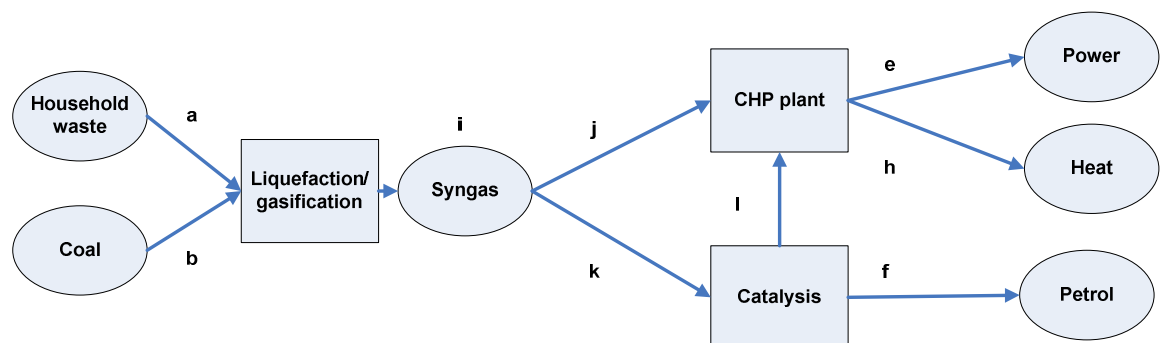 Household
waste
a
Coal
b
Liquefaction/
gasification
i
Syngas
j
k
CHP plant
l
Catalysis
e
h
f
Power
Heat
Petrol